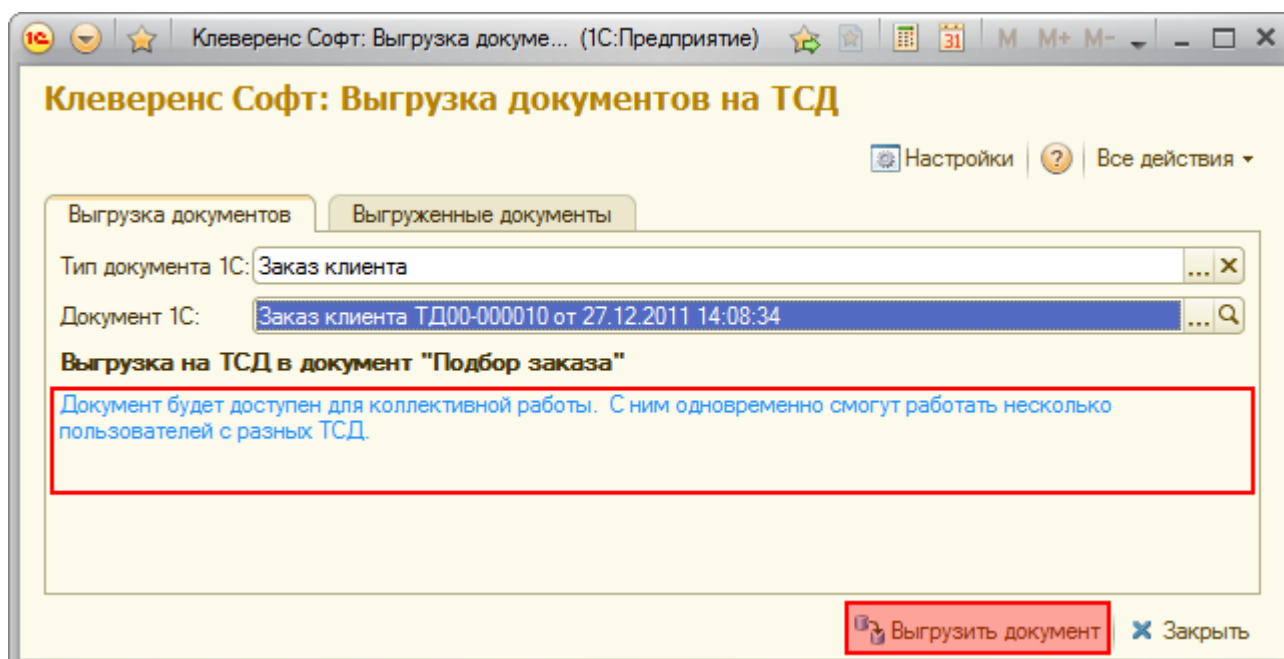 1С Клеверенс Софт: Выгрузка докуме... (1С:Предприятие) 31 M M+ M-
Клеверенс Софт: Выгрузка документов на ТСД
Настройки ? Все действия
Выгрузка документов Выгруженные документы
Тип документа 1С: Заказ клиента ...
Документ 1С: Заказ клиента ТД00-000010 от 27.12.2011 14:08:34 ...
Выгрузка на ТСД в документ "Подбор заказа"
Документ будет доступен для коллективной работы. С ним одновременно смогут работать несколько
пользователей с разных ТСД.
Выгрузить документ Закрыть